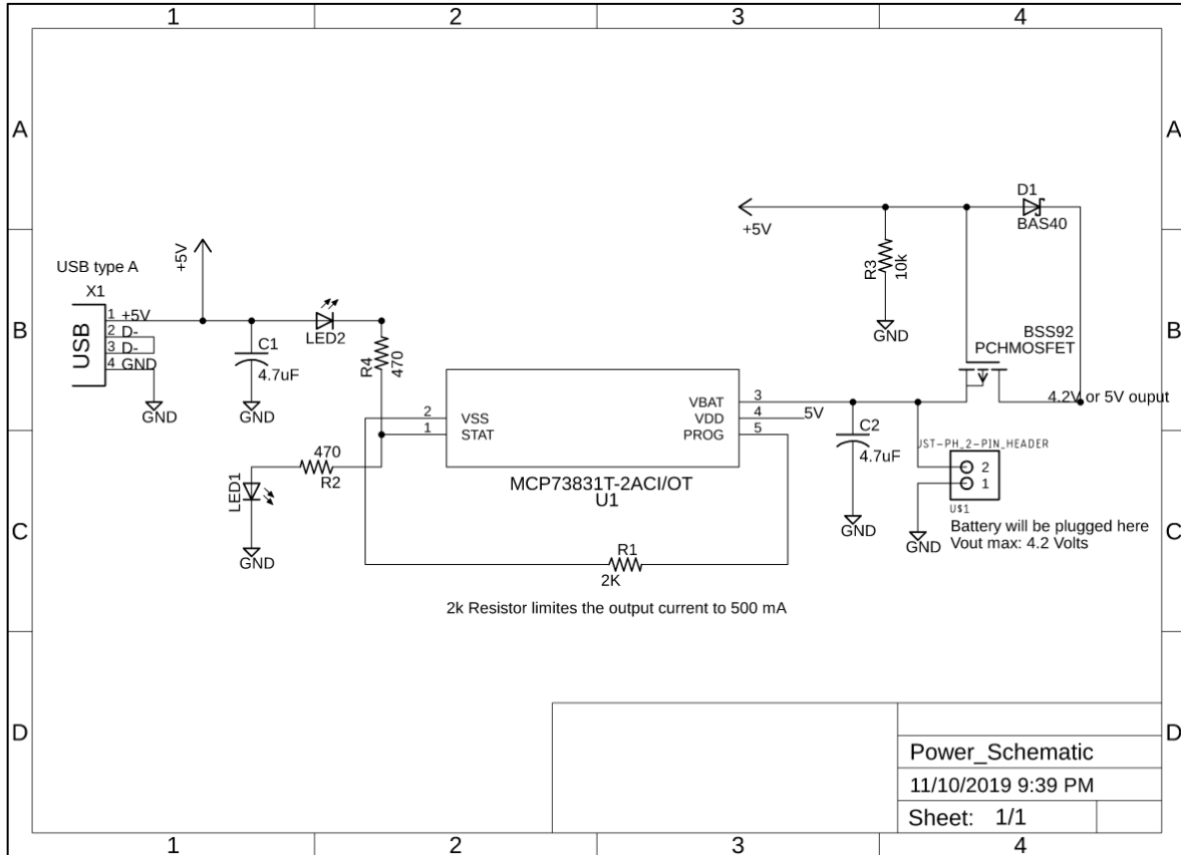 1 2 3 4
A A
D1
BAS40
+5V
+5V
R3
10k
USB type A
X1
USB
1 +5V
2 D-
3 D-
4 GND
GND
C1
4.7uF
GND
LED2
R4
470
GND
BSS92
PCHMOSFET
B B
4.2V or 5V ouput
2 VSS
1 STAT
VBAT 3
VDD 4 5V
PROG 5
MCP73831T-2ACI/OT
U1
C2
4.7uF
GND
JST-PH_2-PIN_HEADER
2
1
U$1
GND
Battery will be plugged here
Vout max: 4.2 Volts
470
R2
LED1
GND
C C
R1
2K
2k Resistor limites the output current to 500 mA
D D
Power_Schematic
11/10/2019 9:39 PM
Sheet: 1/1
1 2 3 4